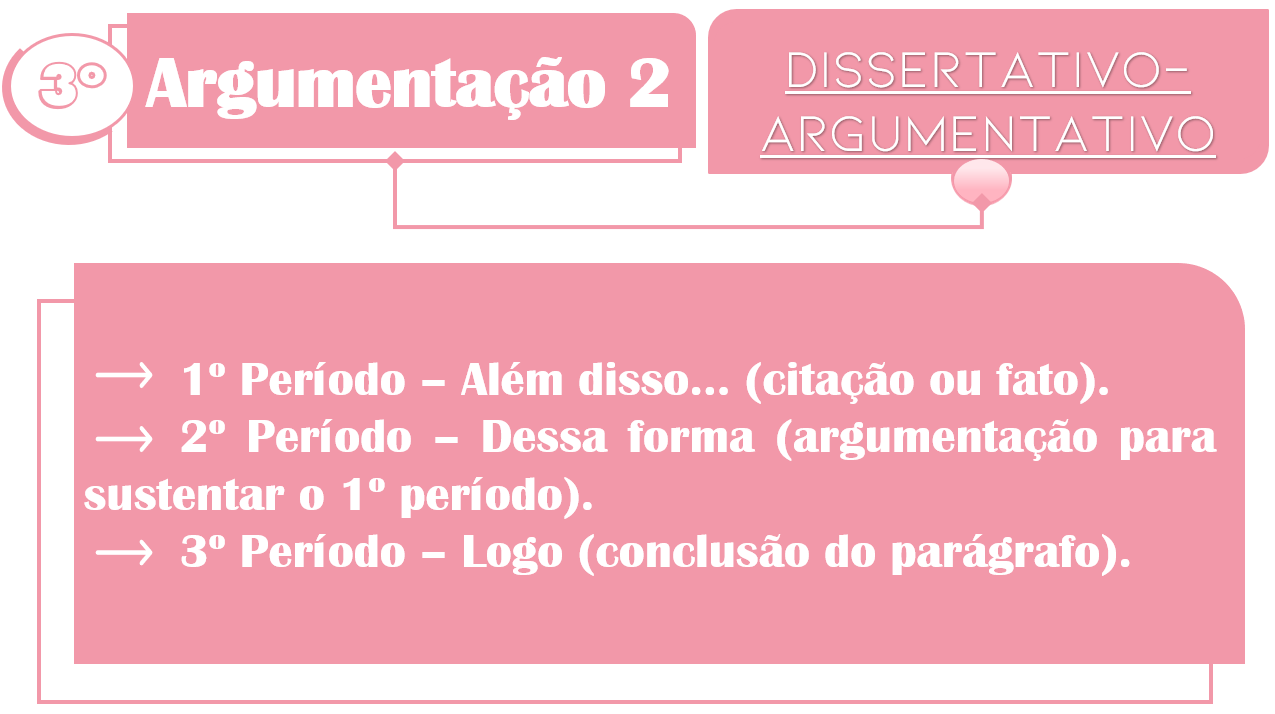 3º
Argumentação 2
DISSERTATIVO-
ARGUMENTATIVO
→ 1º Período – Além disso... (citação ou fato).
→ 2º Período – Dessa forma (argumentação para
sustentar o 1º período).
→ 3º Período – Logo (conclusão do parágrafo).